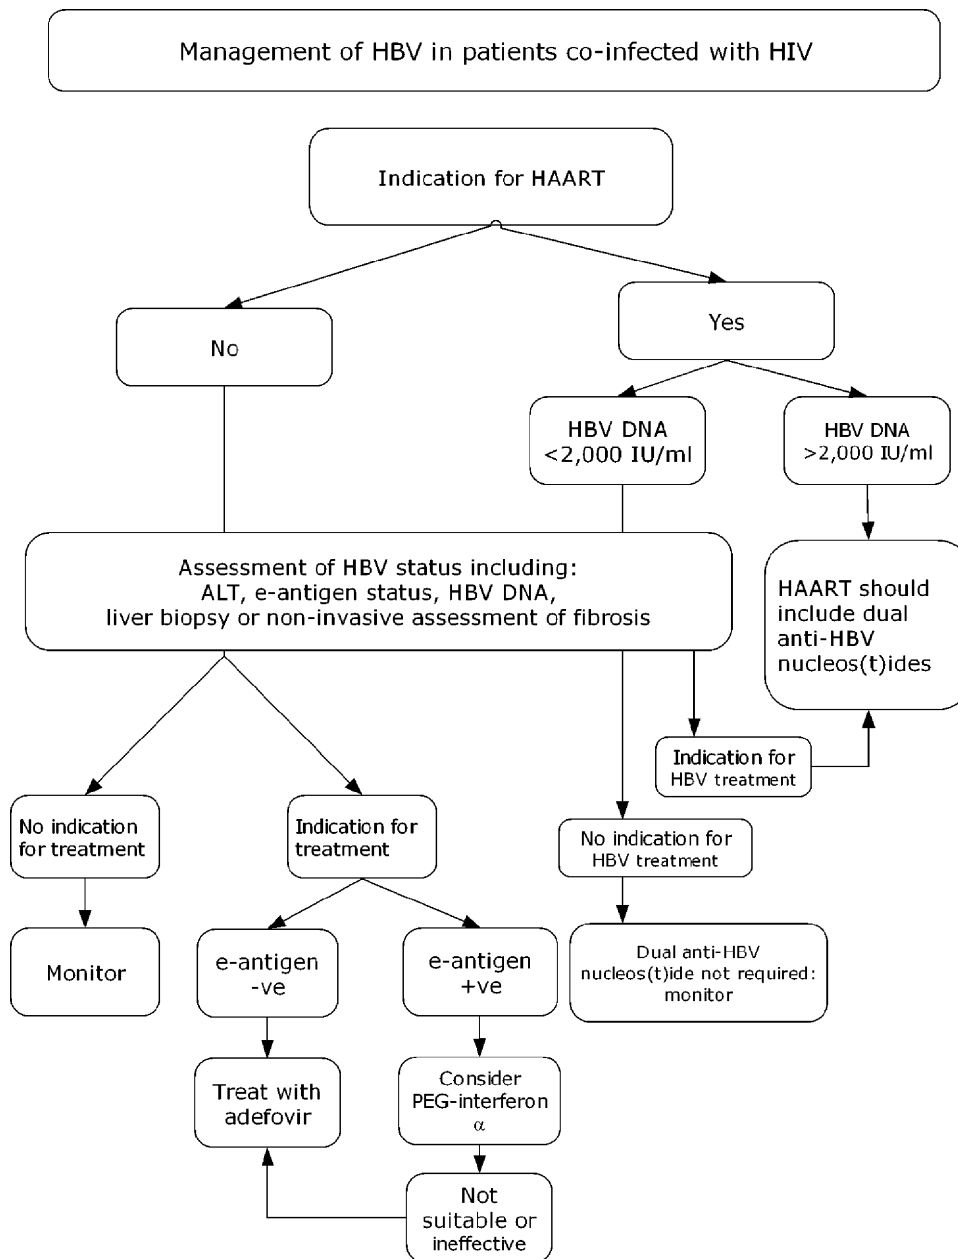 Management of HBV in patients co-infected with HIV
Indication for HAART
No
Yes
HBV DNA
<2,000 IU/ml
HBV DNA
>2,000 IU/ml
Assessment of HBV status including:
ALT, e-antigen status, HBV DNA,
liver biopsy or non-invasive assessment of fibrosis
HAART should
include dual
anti-HBV
nucleos(t)ides
Indication for
HBV treatment
No indication
for treatment
Indication for
treatment
No indication for
HBV treatment
Monitor
e-antigen
-ve
e-antigen
+ve
Dual anti-HBV
nucleos(t)ide not required:
monitor
Treat with
adefovir
Consider
PEG-interferon
α
Not
suitable or
ineffective